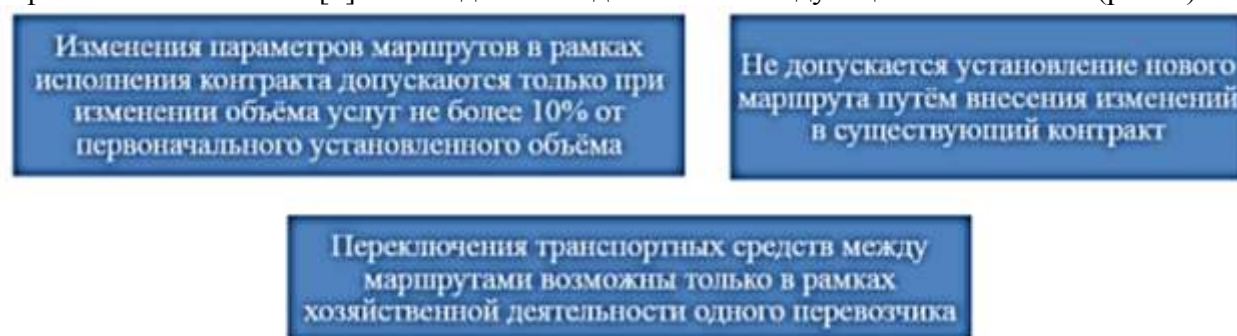 Изменения параметров маршрутов в рамках
исполнения контракта допускаются только при
изменении объёма услуг не более 10% от
первоначального установленного объёма
Не допускается установление нового
маршрута путём внесения изменений
в существующий контракт
Переключения транспортных средств между
маршрутами возможны только в рамках
хозяйственной деятельности одного перевозчика